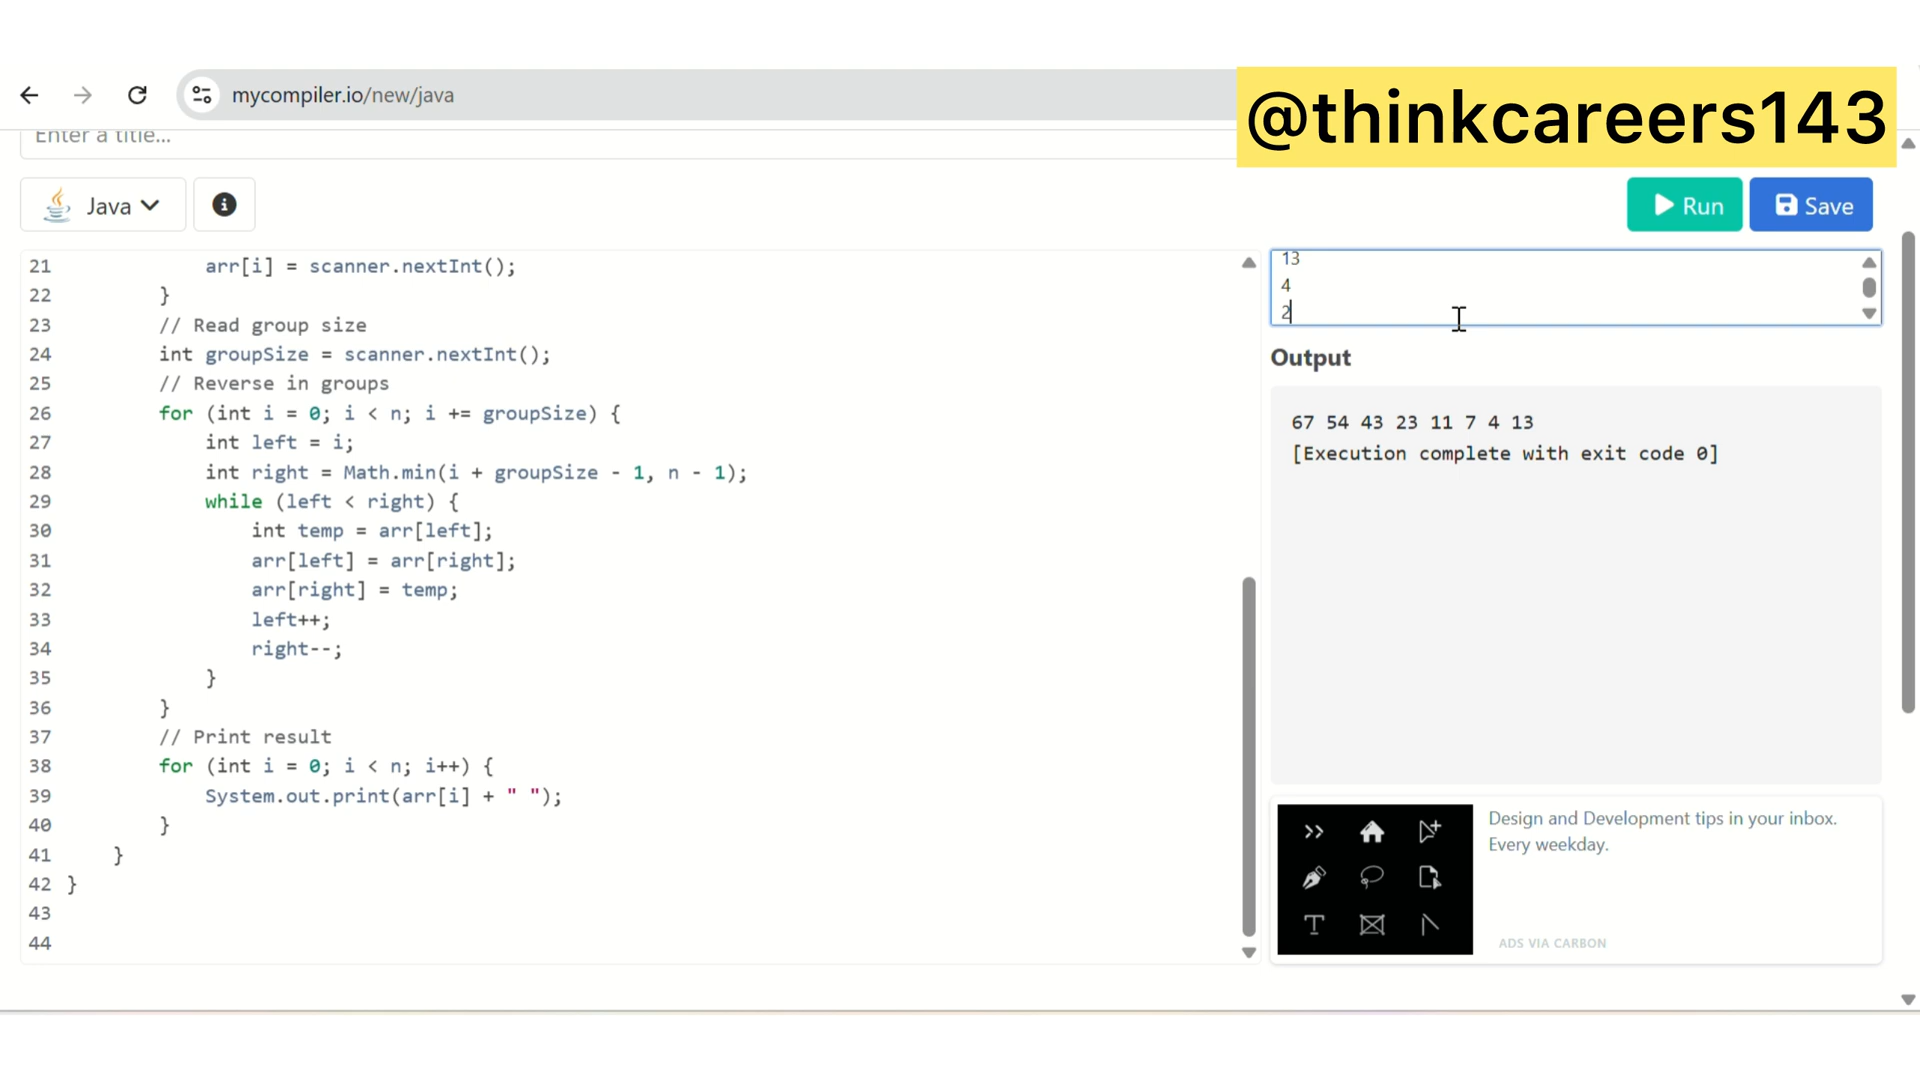 mycompiler.io/new/java
@thinkcareers143
Enter a title...
Java
Run
Save
21 arr[i] = scanner.nextInt();
22 }
23 // Read group size
24 int groupSize = scanner.nextInt();
25 // Reverse in groups
26 for (int i = 0; i < n; i += groupSize) {
27 int left = i;
28 int right = Math.min(i + groupSize - 1, n - 1);
29 while (left < right) {
30 int temp = arr[left];
31 arr[left] = arr[right];
32 arr[right] = temp;
33 left++;
34 right--;
35 }
36 }
37 // Print result
38 for (int i = 0; i < n; i++) {
39 System.out.print(arr[i] + " ");
40 }
41 }
42 }
43
44
13
4
2
Output
67 54 43 23 11 7 4 13
[Execution complete with exit code 0]
Design and Development tips in your inbox.
Every weekday.
ADS VIA CARBON